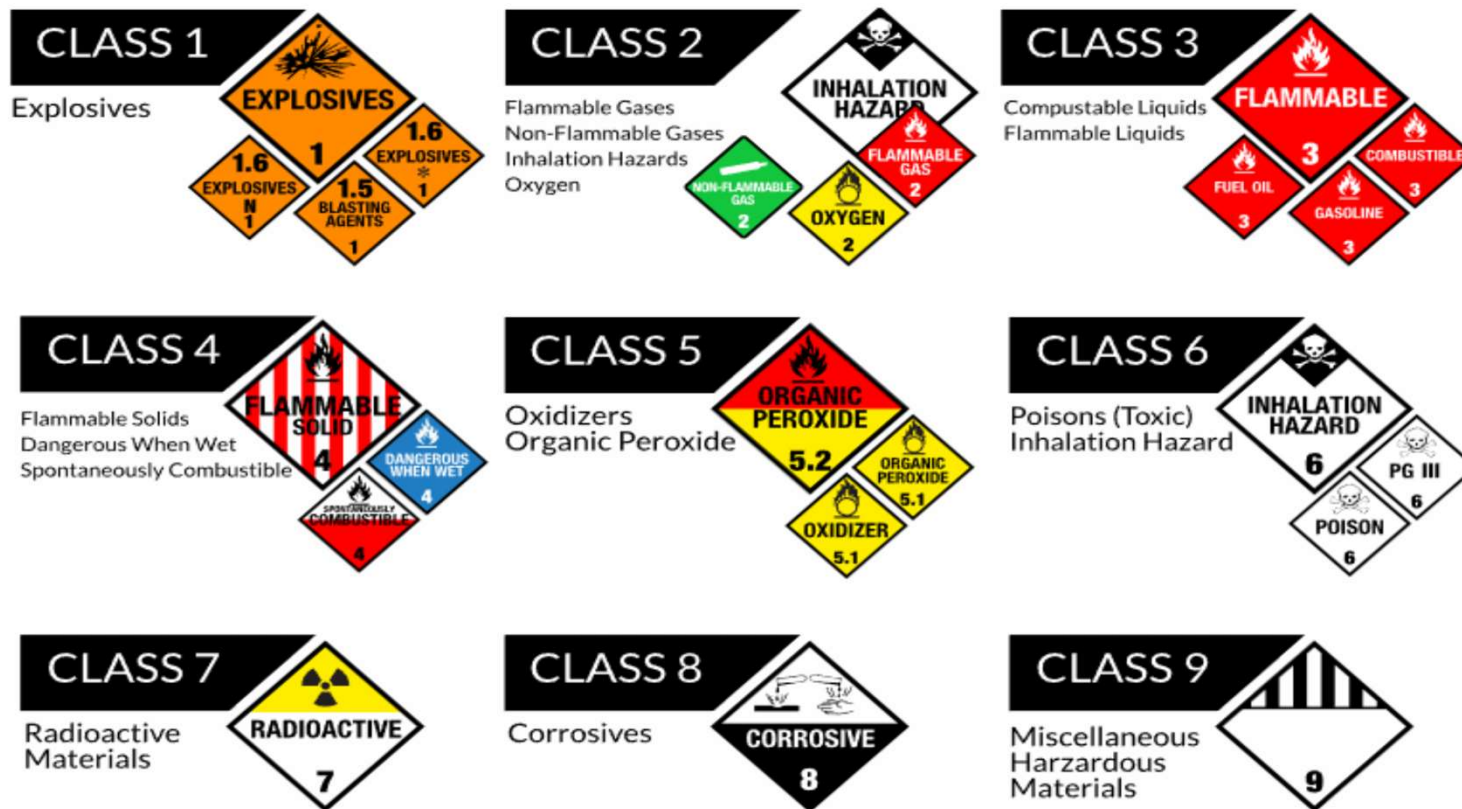 CLASS 1
Explosives
EXPLOSIVES
1
1.6
EXPLOSIVES
N
1
1.5
BLASTING
AGENTS
1
1.6
EXPLOSIVES
*
1
CLASS 2
Flammable Gases
Non-Flammable Gases
Inhalation Hazards
Oxygen
INHALATION
HAZARD
NON-FLAMMABLE
GAS
2
OXYGEN
2
FLAMMABLE
GAS
2
CLASS 3
Compustable Liquids
Flammable Liquids
FLAMMABLE
3
FUEL OIL
3
GASOLINE
3
COMBUSTIBLE
3
CLASS 4
Flammable Solids
Dangerous When Wet
Spontaneously Combustible
FLAMMABLE
SOLID
4
SPONTANEOUSLY
COMBUSTIBLE
4
DANGEROUS
WHEN WET
4
CLASS 5
Oxidizers
Organic Peroxide
ORGANIC
PEROXIDE
5.2
OXIDIZER
5.1
ORGANIC
PEROXIDE
5.1
CLASS 6
Poisons (Toxic)
Inhalation Hazard
INHALATION
HAZARD
6
POISON
6
PG III
6
CLASS 7
Radioactive
Materials
RADIOACTIVE
7
CLASS 8
Corrosives
CORROSIVE
8
CLASS 9
Miscellaneous
Harzardous
Materials
9